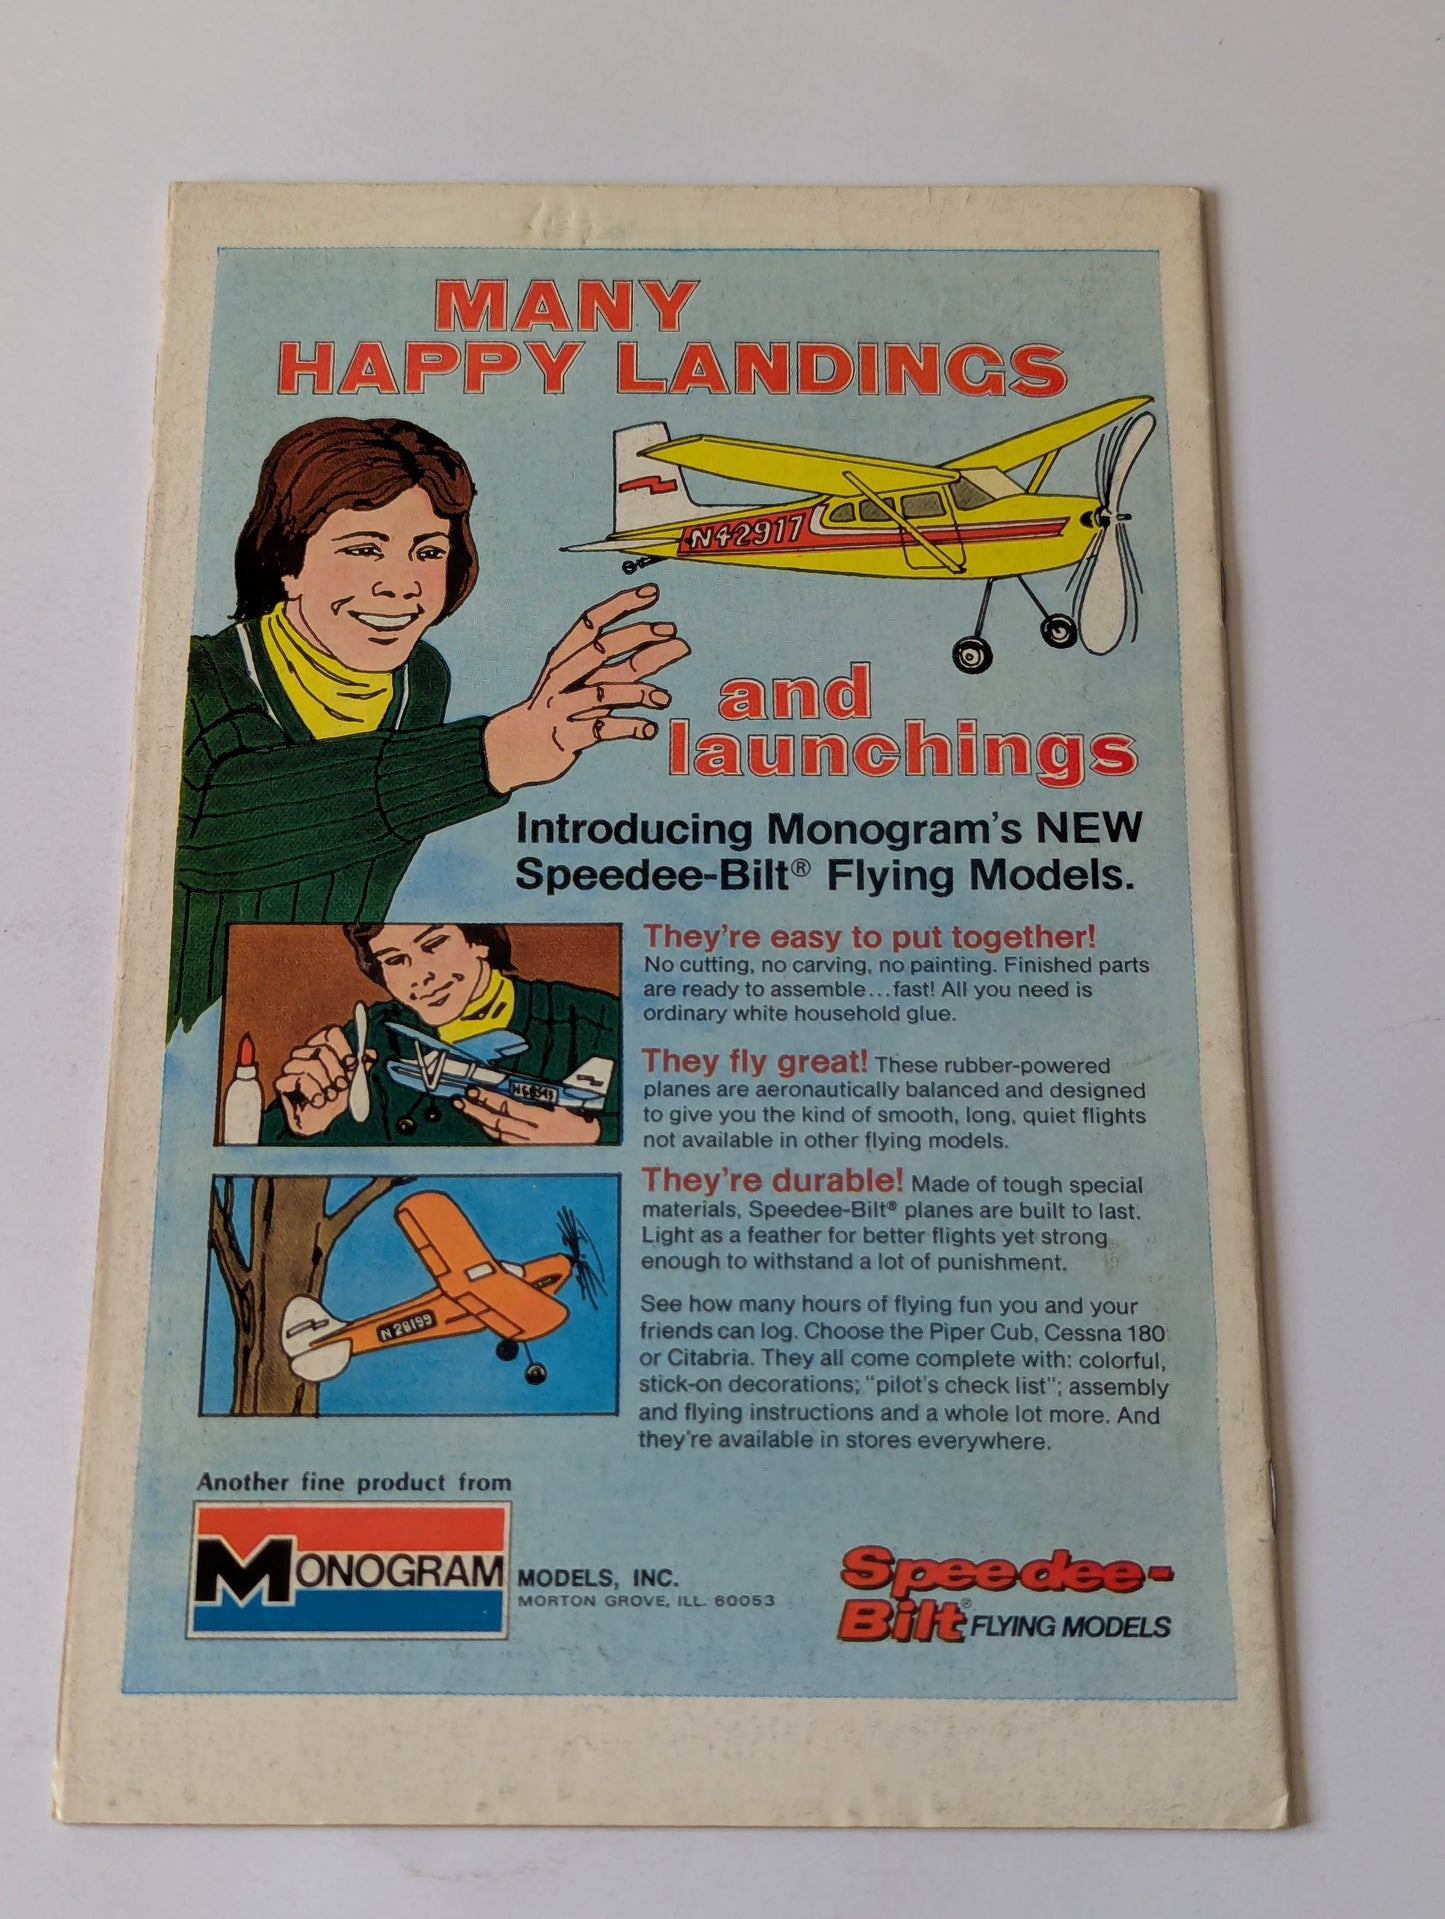 MANY
HAPPY LANDINGS
N42917
and
launchings
Introducing Monogram's NEW
Speedee-Bilt® Flying Models.
They're easy to put together!
No cutting, no carving, no painting. Finished parts
are ready to assemble...fast! All you need is
ordinary white household glue.
They fly great! These rubber-powered
planes are aeronautically balanced and designed
to give you the kind of smooth, long, quiet flights
not available in other flying models.
They're durable! Made of tough special
materials, Speedee-Bilt® planes are built to last.
Light as a feather for better flights yet strong
enough to withstand a lot of punishment.
N28199
See how many hours of flying fun you and your
friends can log. Choose the Piper Cub, Cessna 180
or Citabria. They all come complete with: colorful,
stick-on decorations; "pilot's check list"; assembly
and flying instructions and a whole lot more. And
they're available in stores everywhere.
Another fine product from
MONOGRAM MODELS, INC.
MORTON GROVE, ILL. 60053
Speedee-
Bilt® FLYING MODELS